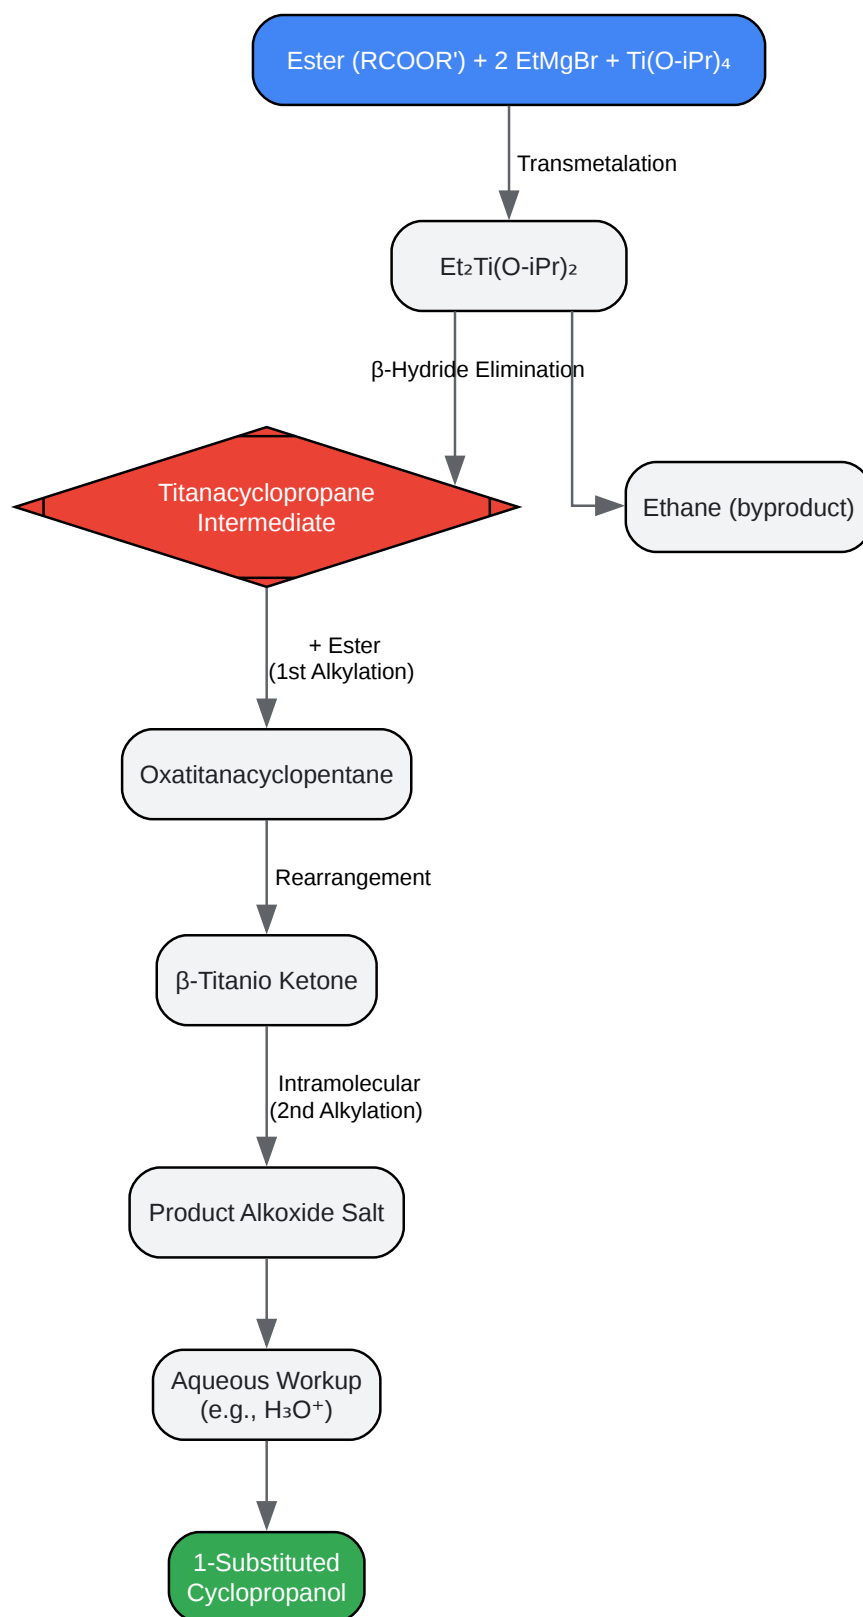 Ester (RCOOR') + 2 EtMgBr + Ti(O-iPr)₄
Transmetalation
Et₂Ti(O-iPr)₂
β-Hydride Elimination
Titanacyclopropane
Intermediate
Ethane (byproduct)
+ Ester
(1st Alkylation)
Oxatitanacyclopentane
Rearrangement
β-Titanio Ketone
Intramolecular
(2nd Alkylation)
Product Alkoxide Salt
Aqueous Workup
(e.g., H₃O⁺)
1-Substituted
Cyclopropanol